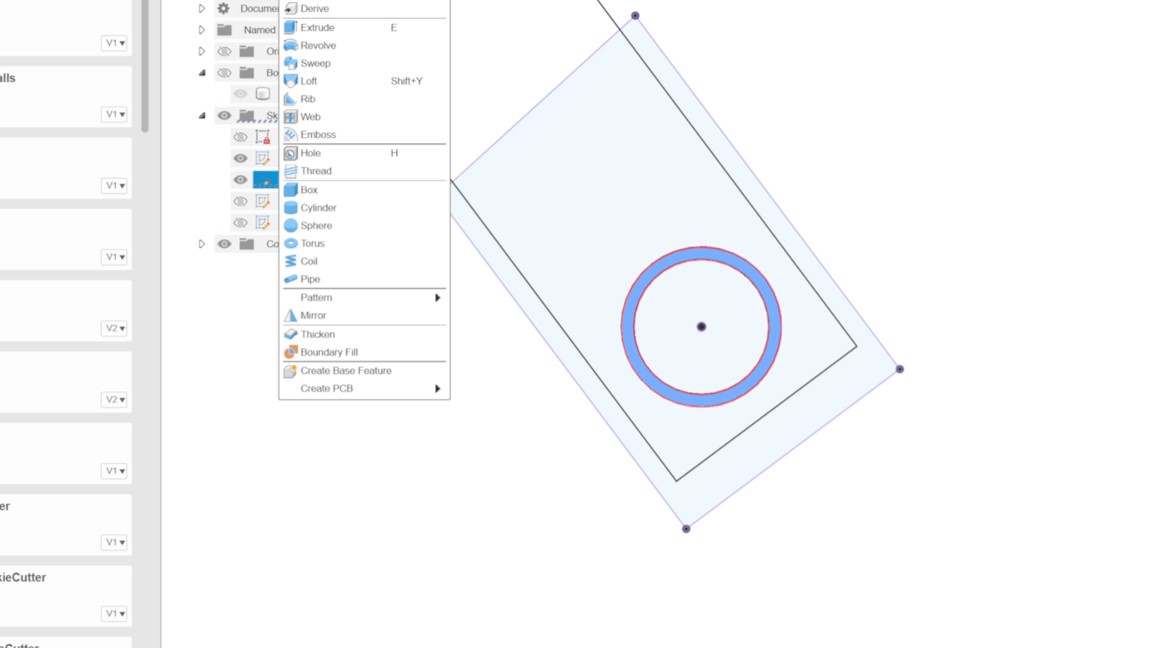 Docume
Named
Or
Bo
Sk
Co
Derive
Extrude E
Revolve
Sweep
Loft Shift+Y
Rib
Web
Emboss
Hole H
Thread
Box
Cylinder
Sphere
Torus
Coil
Pipe
Pattern
Mirror
Thicken
Boundary Fill
Create Base Feature
Create PCB
V1
alls
V1
V1
V1
V2
V2
V1
er
V1
kieCutter
V1
eCutter